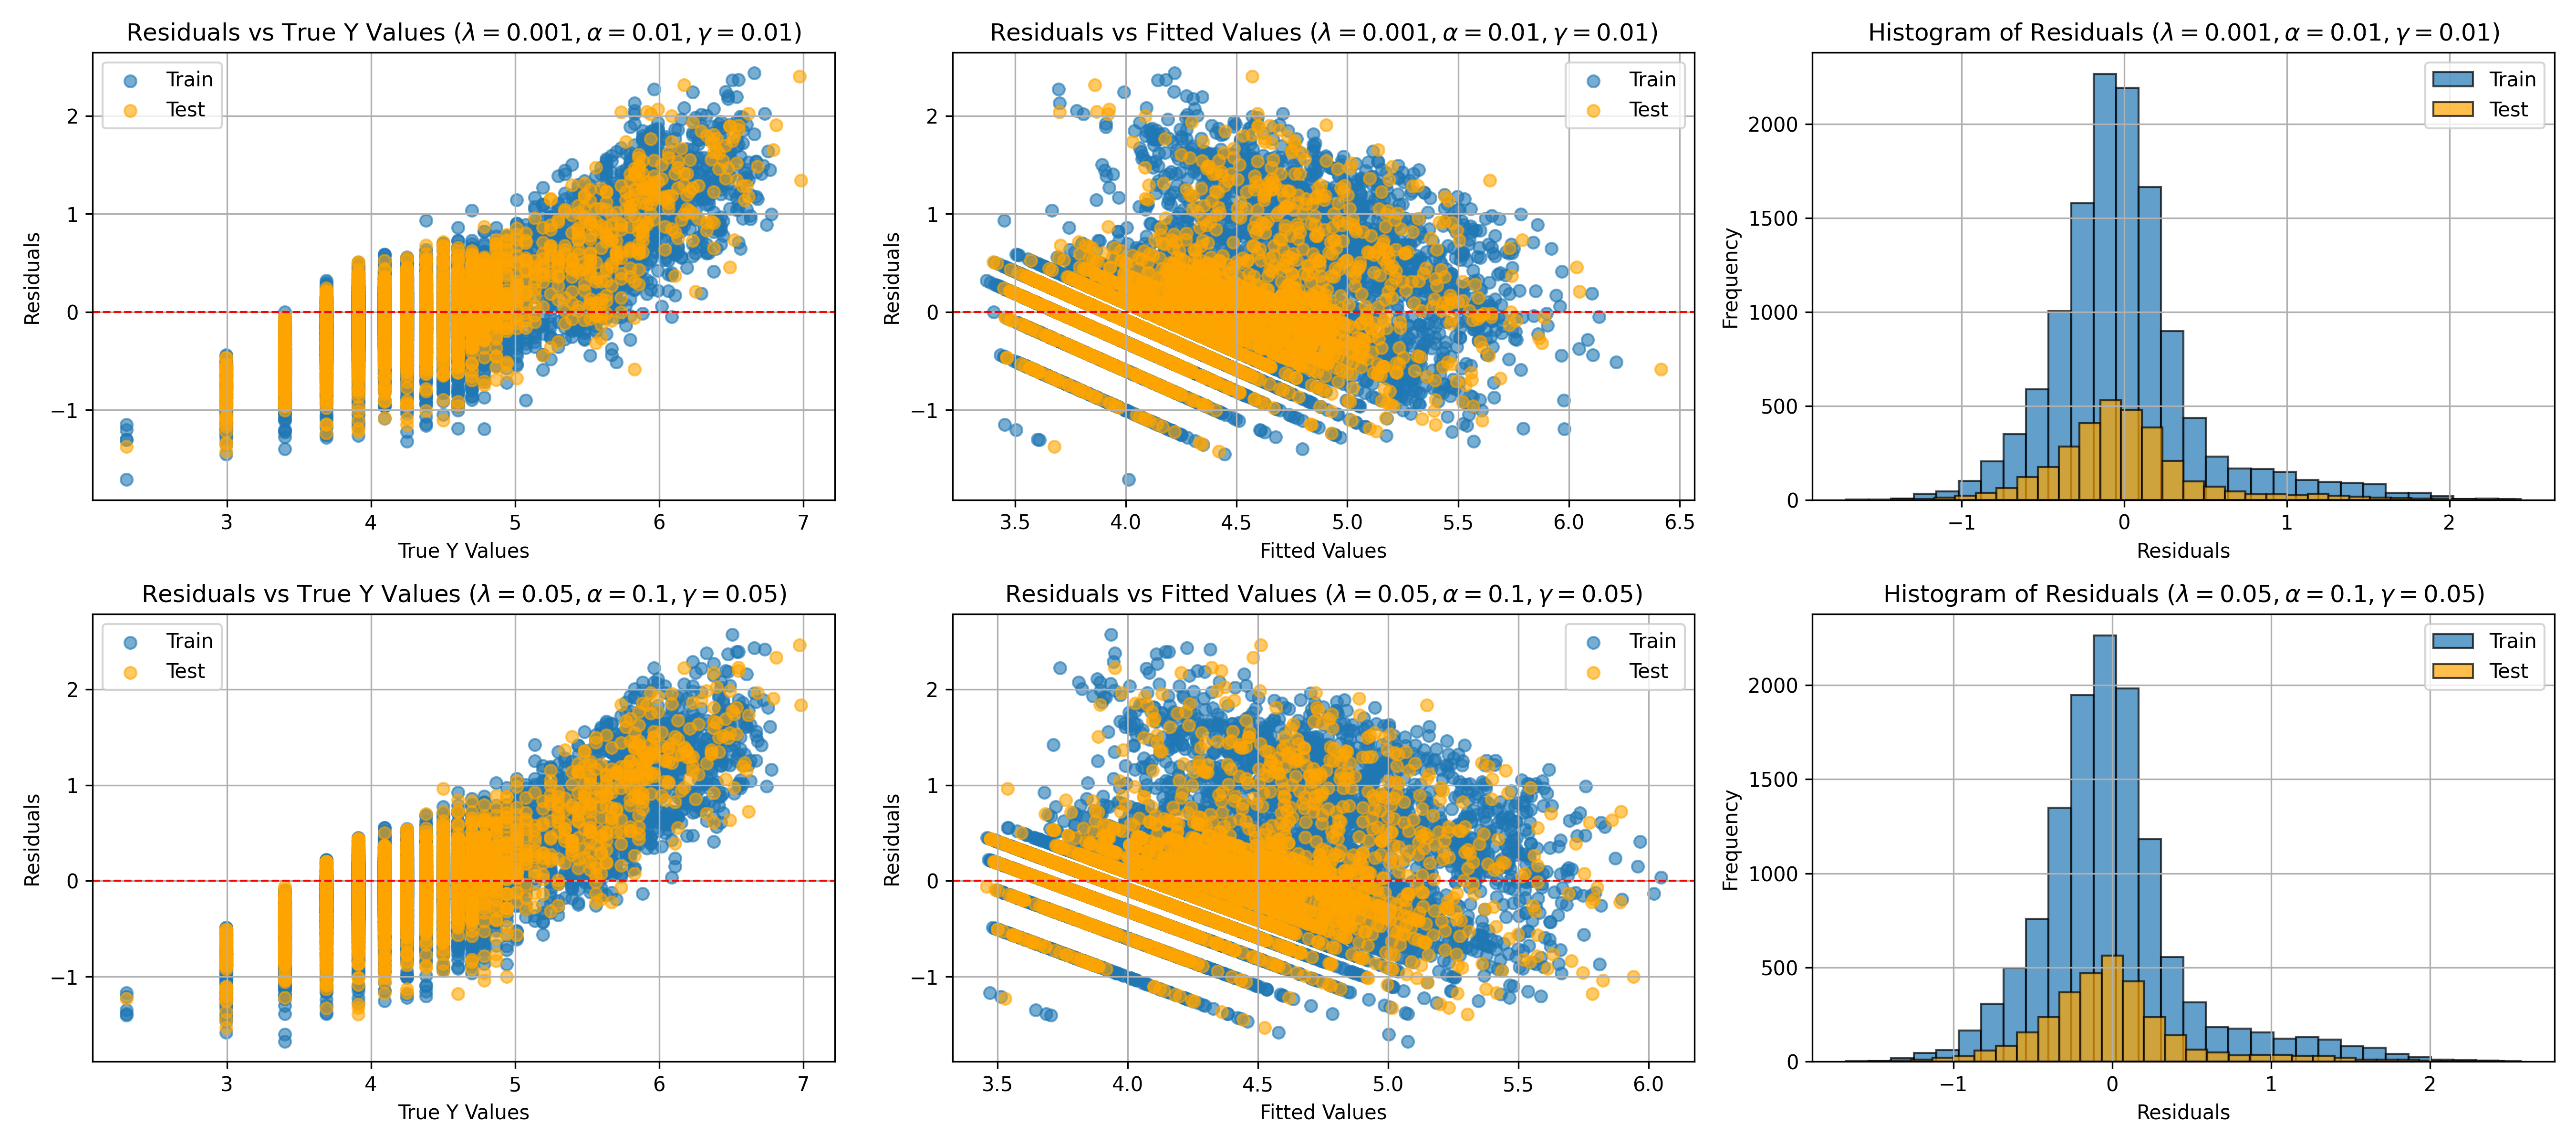 Residuals vs True Y Values (λ = 0.001, α = 0.01, γ = 0.01)
Train
Test
2
1
0
−1
Residuals
3 4 5 6 7
True Y Values
Residuals vs Fitted Values (λ = 0.001, α = 0.01, γ = 0.01)
Train
Test
2
1
0
−1
Residuals
3.5 4.0 4.5 5.0 5.5 6.0 6.5
Fitted Values
Histogram of Residuals (λ = 0.001, α = 0.01, γ = 0.01)
Train
Test
2000
1500
1000
500
0
Frequency
−1 0 1 2
Residuals
Residuals vs True Y Values (λ = 0.05, α = 0.1, γ = 0.05)
Train
Test
2
1
0
−1
Residuals
3 4 5 6 7
True Y Values
Residuals vs Fitted Values (λ = 0.05, α = 0.1, γ = 0.05)
Train
Test
2
1
0
−1
Residuals
3.5 4.0 4.5 5.0 5.5 6.0
Fitted Values
Histogram of Residuals (λ = 0.05, α = 0.1, γ = 0.05)
Train
Test
2000
1500
1000
500
0
Frequency
−1 0 1 2
Residuals